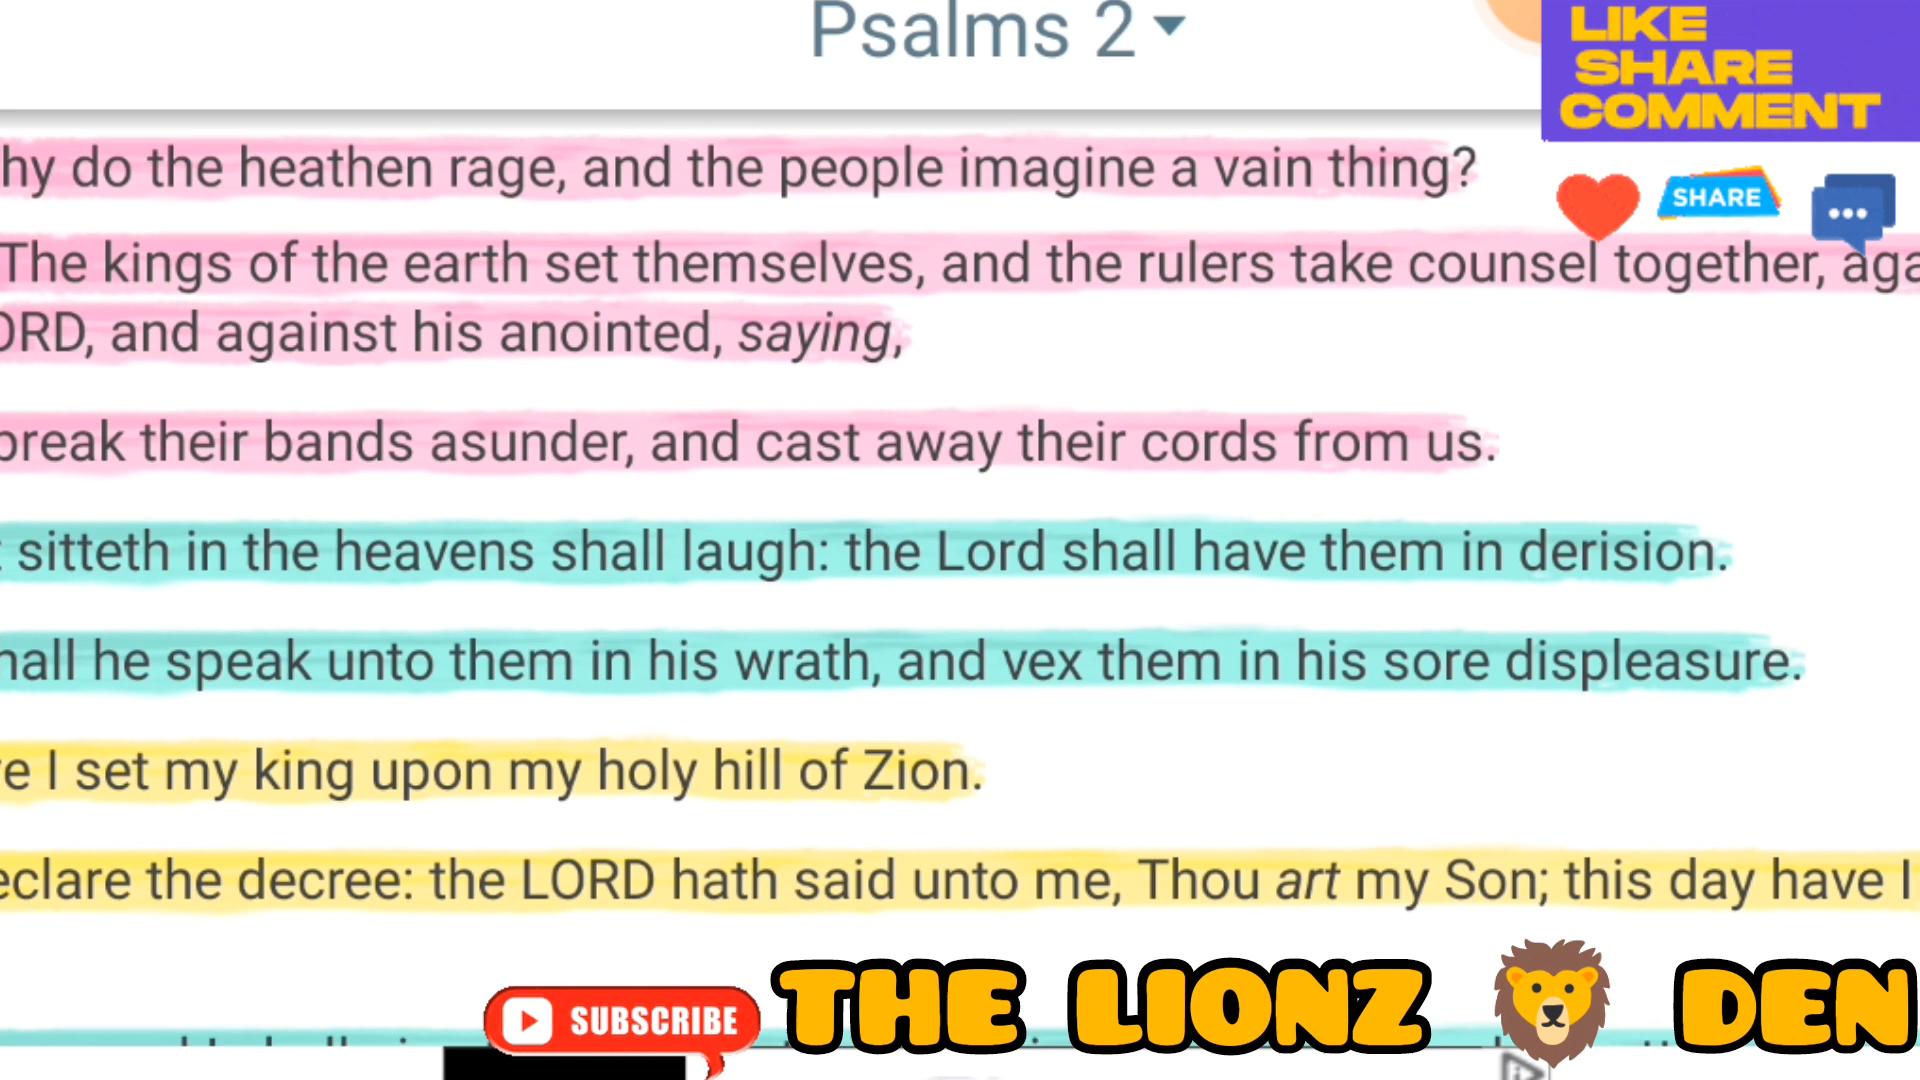 Psalms 2
LIKE
SHARE
COMMENT
hy do the heathen rage, and the people imagine a vain thing?
SHARE
The kings of the earth set themselves, and the rulers take counsel together, aga
ORD, and against his anointed, saying,
break their bands asunder, and cast away their cords from us.
sitteth in the heavens shall laugh: the Lord shall have them in derision.
hall he speak unto them in his wrath, and vex them in his sore displeasure.
re I set my king upon my holy hill of Zion.
eclare the decree: the LORD hath said unto me, Thou art my Son; this day have I
SUBSCRIBE
THE LIONZ DEN